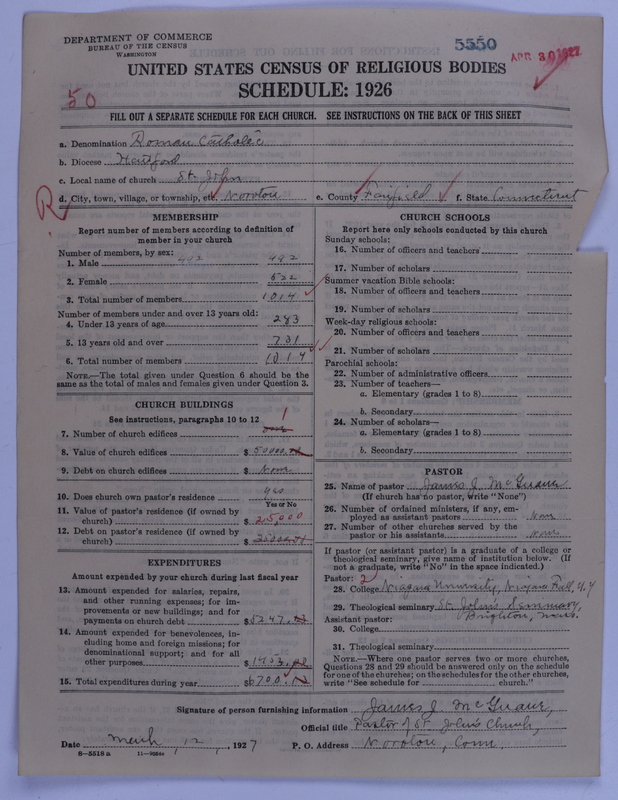 DEPARTMENT OF COMMERCE
BUREAU OF THE CENSUS
WASHINGTON
5550
APR 30 1927
UNITED STATES CENSUS OF RELIGIOUS BODIES
SCHEDULE: 1926
50
FILL OUT A SEPARATE SCHEDULE FOR EACH CHURCH. SEE INSTRUCTIONS ON THE BACK OF THIS SHEET
a. Denomination Roman Catholic
b. Diocese Hartford
c. Local name of church St. John
d. City, town, village, or township, etc. Noroton e. County Fairfield f. State Connecticut
R
MEMBERSHIP
Report number of members according to definition of
member in your church
Number of members, by sex:
1. Male 492 492
2. Female 522
3. Total number of members 1014
Number of members under and over 13 years old:
4. Under 13 years of age 283
5. 13 years old and over 731
6. Total number of members 1014
NOTE.—The total given under Question 6 should be the
same as the total of males and females given under Question 3.
CHURCH BUILDINGS
See instructions, paragraphs 10 to 12
7. Number of church edifices 1
8. Value of church edifices $ 50000
9. Debt on church edifices $ None
10. Does church own pastor's residence yes
Yes or No
11. Value of pastor's residence (if owned by
church) $ 25,000
12. Debt on pastor's residence (if owned by
church) $
EXPENDITURES
Amount expended by your church during last fiscal year
13. Amount expended for salaries, repairs,
and other running expenses; for im-
provements or new buildings; and for
payments on church debt $5247.
14. Amount expended for benevolences, in-
cluding home and foreign missions; for
denominational support; and for all
other purposes $1453.
15. Total expenditures during year $6700.
CHURCH SCHOOLS
Report here only schools conducted by this church
Sunday schools:
16. Number of officers and teachers
17. Number of scholars
Summer vacation Bible schools:
18. Number of officers and teachers
19. Number of scholars
Week-day religious schools:
20. Number of officers and teachers
21. Number of scholars
Parochial schools:
22. Number of administrative officers
23. Number of teachers—
a. Elementary (grades 1 to 8)
b. Secondary
24. Number of scholars—
a. Elementary (grades 1 to 8)
b. Secondary
PASTOR
25. Name of pastor James J. McGuane
(If church has no pastor, write "None")
26. Number of ordained ministers, if any, em-
ployed as assistant pastors None
27. Number of other churches served by the
pastor or his assistants None
If pastor (or assistant pastor) is a graduate of a college or
theological seminary, give name of institution below. (If
not a graduate, write "No" in the space indicated.)
Pastor: 2
28. College Niagara University, Niagara Falls, N.Y
29. Theological seminary St. John's Seminary,
Assistant pastor: Brighton, Mass.
30. College
31. Theological seminary
NOTE.—Where one pastor serves two or more churches,
Questions 28 and 29 should be answered only on the schedule
for one of the churches; on the schedules for the other churches,
write "See schedule for church."
Signature of person furnishing information James J. McGuane,
Official title Pastor of St. John's Church,
Date March, 12, 1927 P. O. Address Noroton, Conn
8—5518a 11—9054a